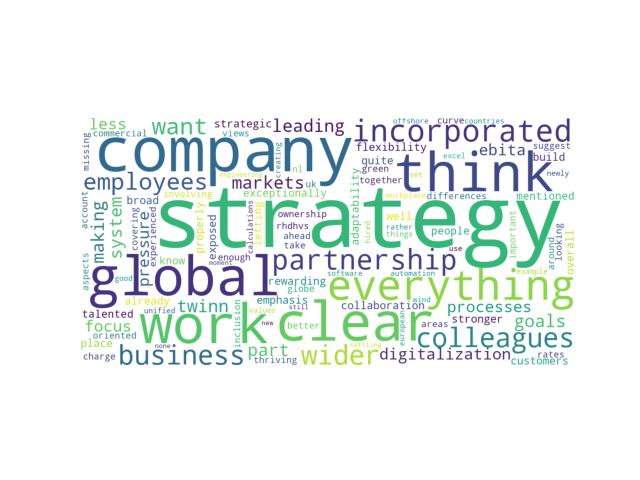 less
commercial
want
strategic
leading
offshore
curve
countries
views
incorporated
missing
company
creating
flexibility
ebita
suggest
quite
green
think
build
employees
markets
nl
uk
exceptionally
together
excel
newly
engineering
involving
workplace
set
differences
mentioned
account
making
system
broad
covering
pressure
experienced
properly
exposed
letting
calculations
ownership
rhdhvs
take
strategy
adaptability
hired
well
rather
things
people
important
ahead
enough
use
looking
around
overall
aspects
good
global
partnership
rewarding
globe
everything
software
automation
example
already
talented
unified
twinn
emphasis
values
still
collaboration
wind
european
processes
areas
stronger
goals
focus
oriented
work
inclusion
new
better
clear
colleagues
place
charge
none
business
part
thriving
wider
settling
digitalization
rates
customers
know
moment